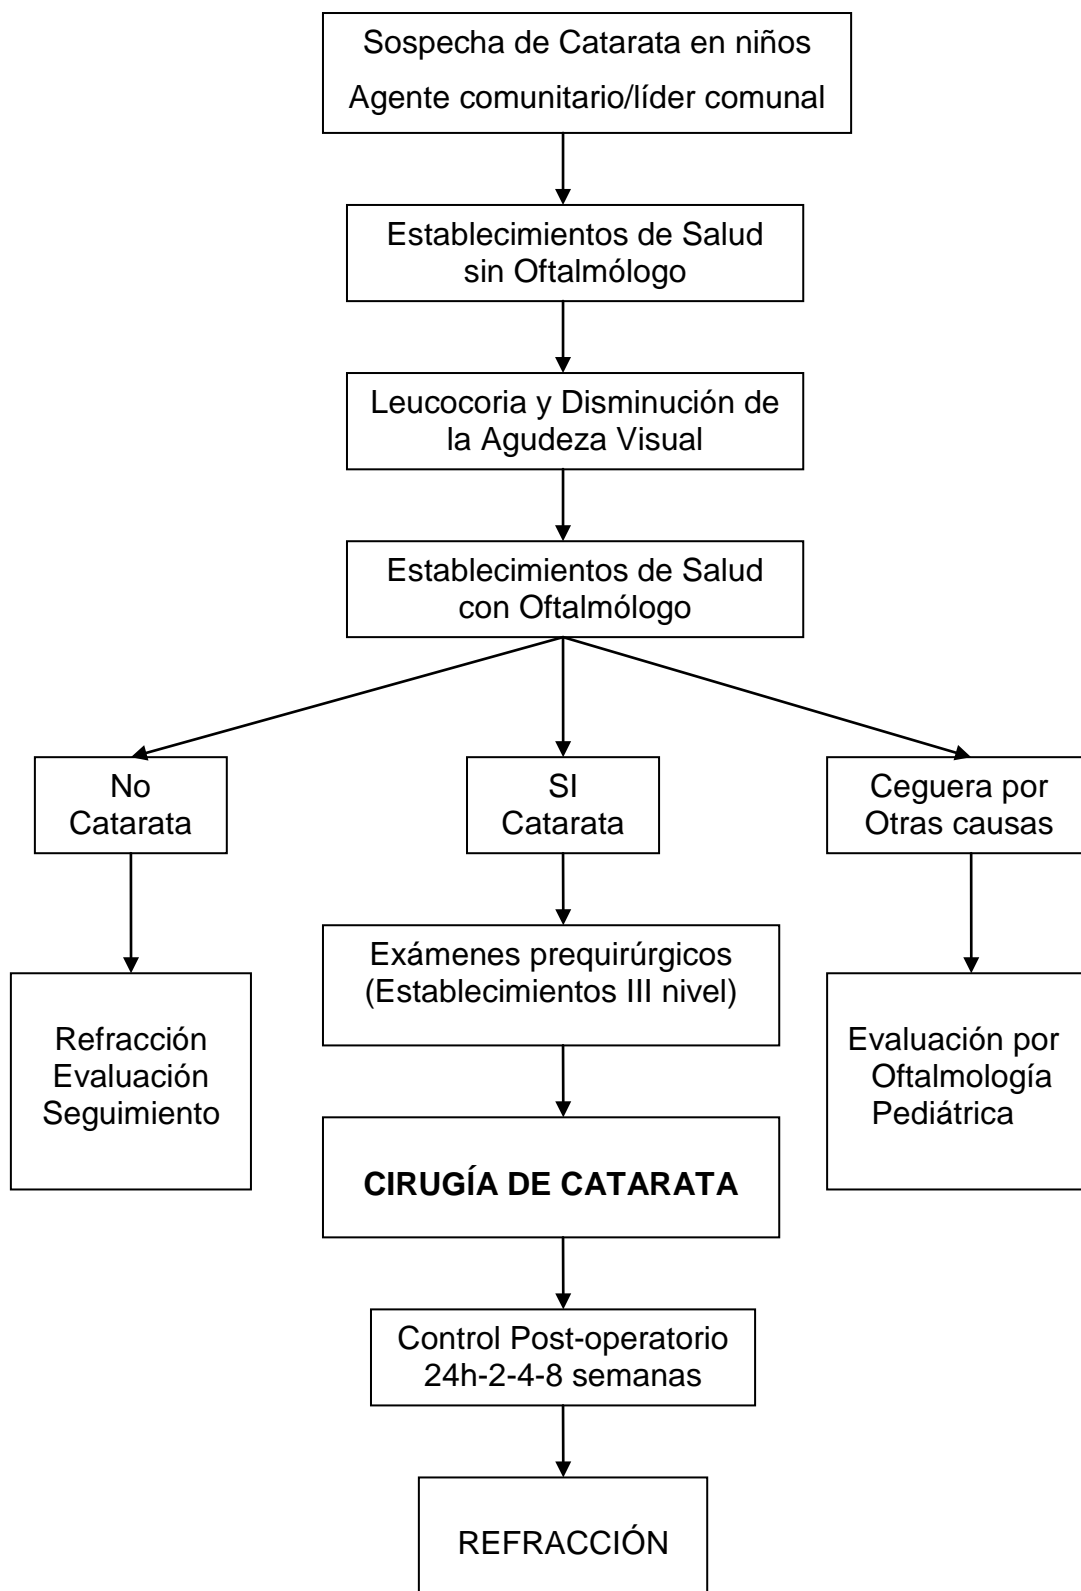 Sospecha de Catarata en niños
Agente comunitario/líder comunal
Establecimientos de Salud
sin Oftalmólogo
Leucocoria y Disminución de
la Agudeza Visual
Establecimientos de Salud
con Oftalmólogo
No
Catarata
SI
Catarata
Ceguera por
Otras causas
Exámenes prequirúrgicos
(Establecimientos III nivel)
Refracción
Evaluación
Seguimiento
Evaluación por
Oftalmología
Pediátrica
CIRUGÍA DE CATARATA
Control Post-operatorio
24h-2-4-8 semanas
REFRACCIÓN